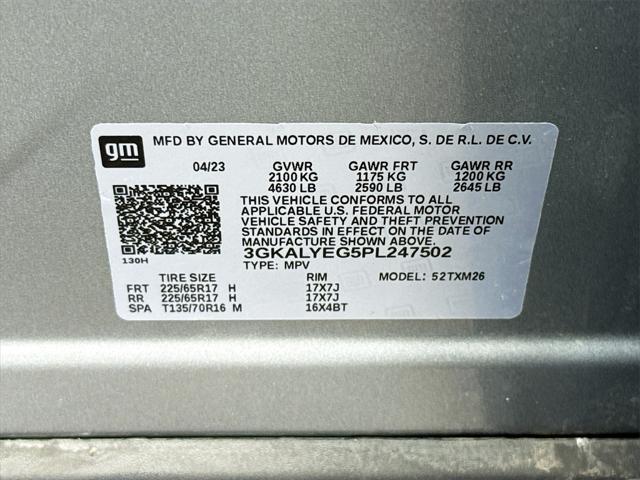 gm
MFD BY GENERAL MOTORS DE MEXICO, S. DE R.L. DE C.V.
04/23 GVWR GAWR FRT GAWR RR
2100 KG 1175 KG 1200 KG
4630 LB 2590 LB 2645 LB
THIS VEHICLE CONFORMS TO ALL
APPLICABLE U.S. FEDERAL MOTOR
VEHICLE SAFETY AND THEFT PREVENTION
STANDARDS IN EFFECT ON THE DATE OF
MANUFACTURE SHOWN ABOVE.
3GKALYEG5PL247502
130H
TYPE: MPV
TIRE SIZE RIM MODEL: 52TXM26
FRT 225/65R17 H 17X7J
RR 225/65R17 H 17X7J
SPA T135/70R16 M 16X4BT